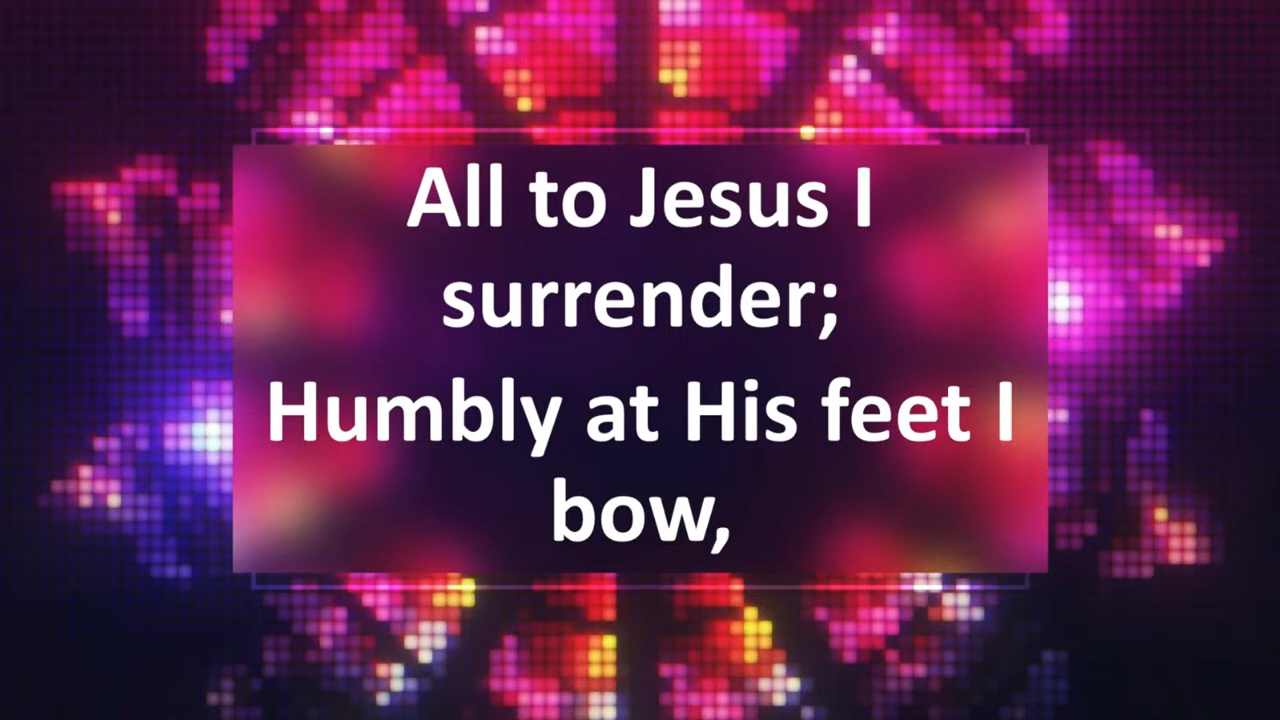 All to Jesus I
surrender;
Humbly at His feet I
bow,